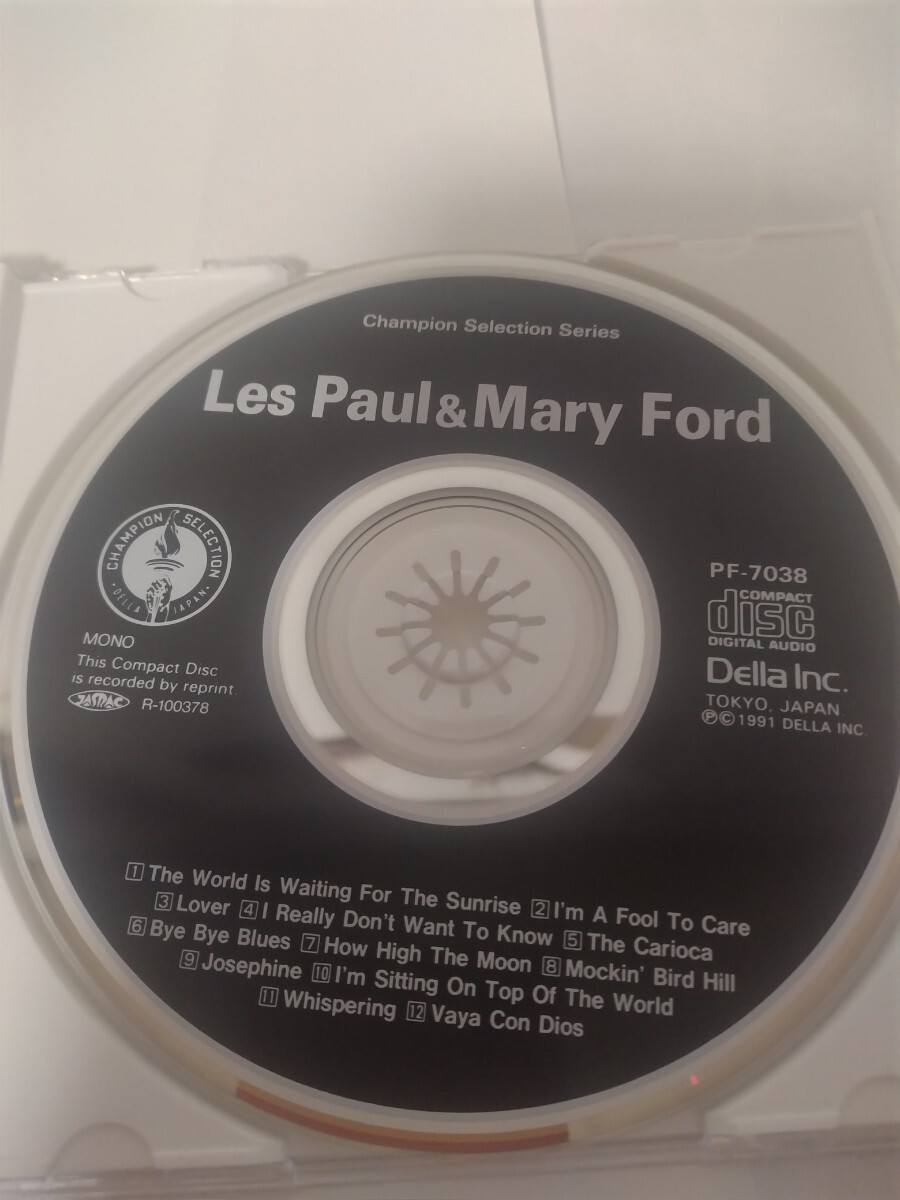 Champion Selection Series
Les Paul & Mary Ford
CHAMPION SELECTION
• DELLA JAPAN •
MONO
This Compact Disc
is recorded by reprint.
JASRAC R-100378
PF-7038
COMPACT
disc
DIGITAL AUDIO
Della Inc.
TOKYO, JAPAN.
ⓅⒸ1991 DELLA INC.
1 The World Is Waiting For The Sunrise 2 I'm A Fool To Care
3 Lover 4 I Really Don't Want To Know 5 The Carioca
6 Bye Bye Blues 7 How High The Moon 8 Mockin' Bird Hill
9 Josephine 10 I'm Sitting On Top Of The World
11 Whispering 12 Vaya Con Dios